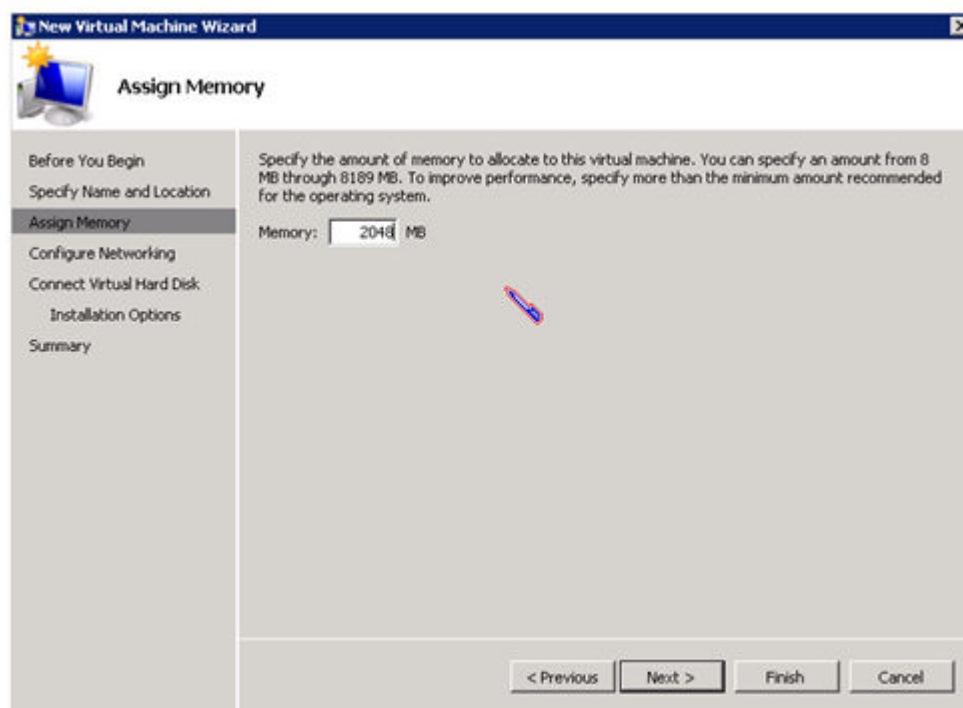 New Virtual Machine Wizard
Assign Memory
Before You Begin
Specify Name and Location
Assign Memory
Configure Networking
Connect Virtual Hard Disk
Installation Options
Summary
Specify the amount of memory to allocate to this virtual machine. You can specify an amount from 8
MB through 8189 MB. To improve performance, specify more than the minimum amount recommended
for the operating system.
Memory: 2048 MB
< Previous Next > Finish Cancel